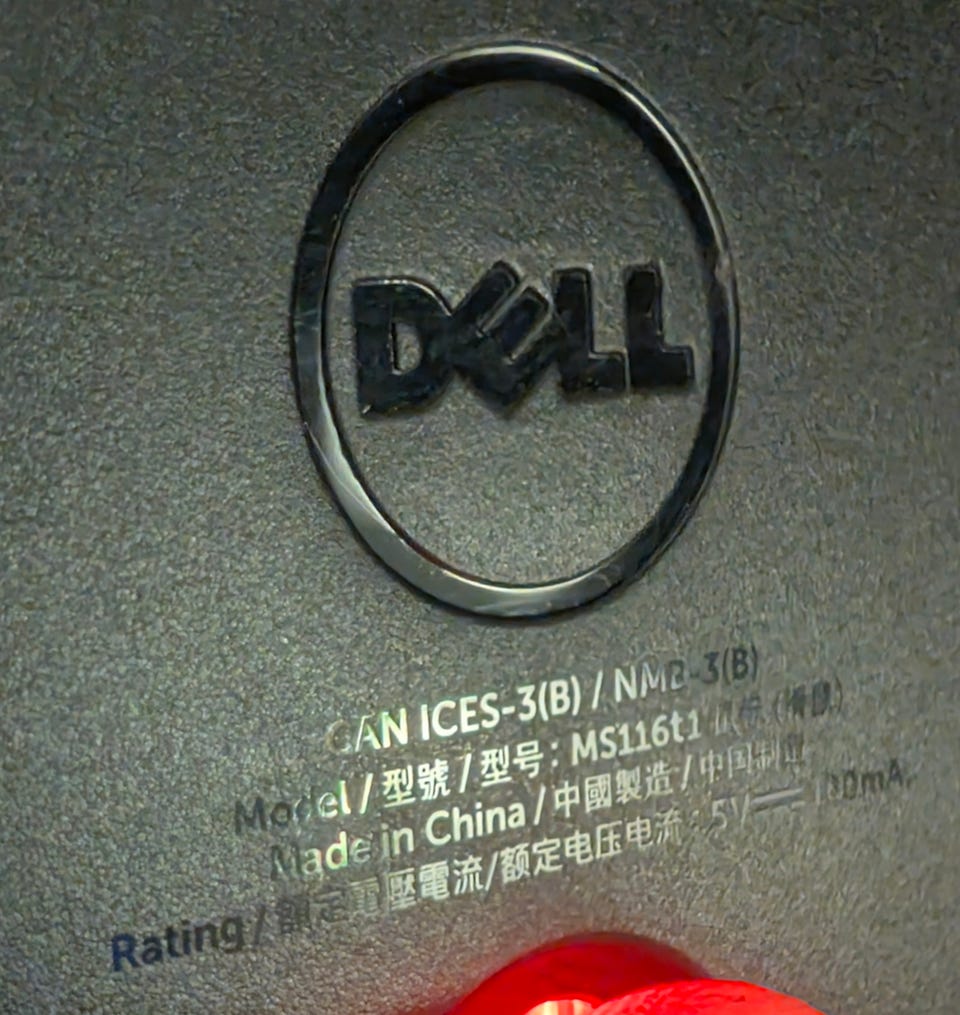 DELL
CAN ICES-3(B) / NMB-3(B)
Model / 型號 / 型号: MS116t1
Made in China / 中國製造 / 中国制造
Rating / 額定電壓電流/额定电压电流: 5V⎓